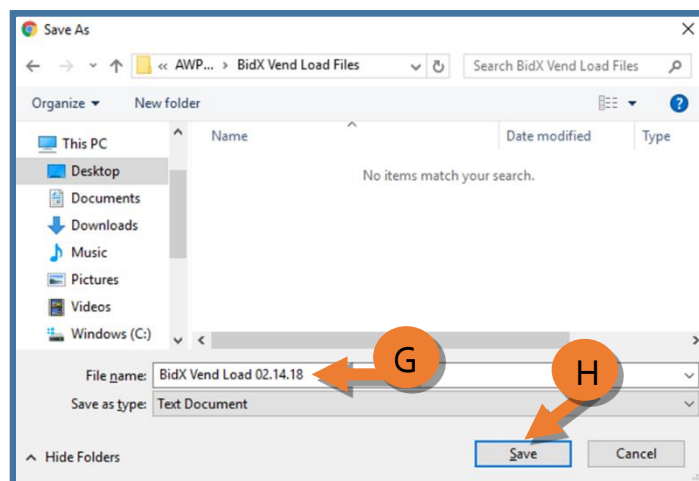 Save As
« AWP... › BidX Vend Load Files
Search BidX Vend Load Files
Organize New folder
Name Date modified Type
No items match your search.
This PC
Desktop
Documents
Downloads
Music
Pictures
Videos
Windows (C:)
File name: BidX Vend Load 02.14.18
G
Save as type: Text Document
H
Hide Folders
Save Cancel